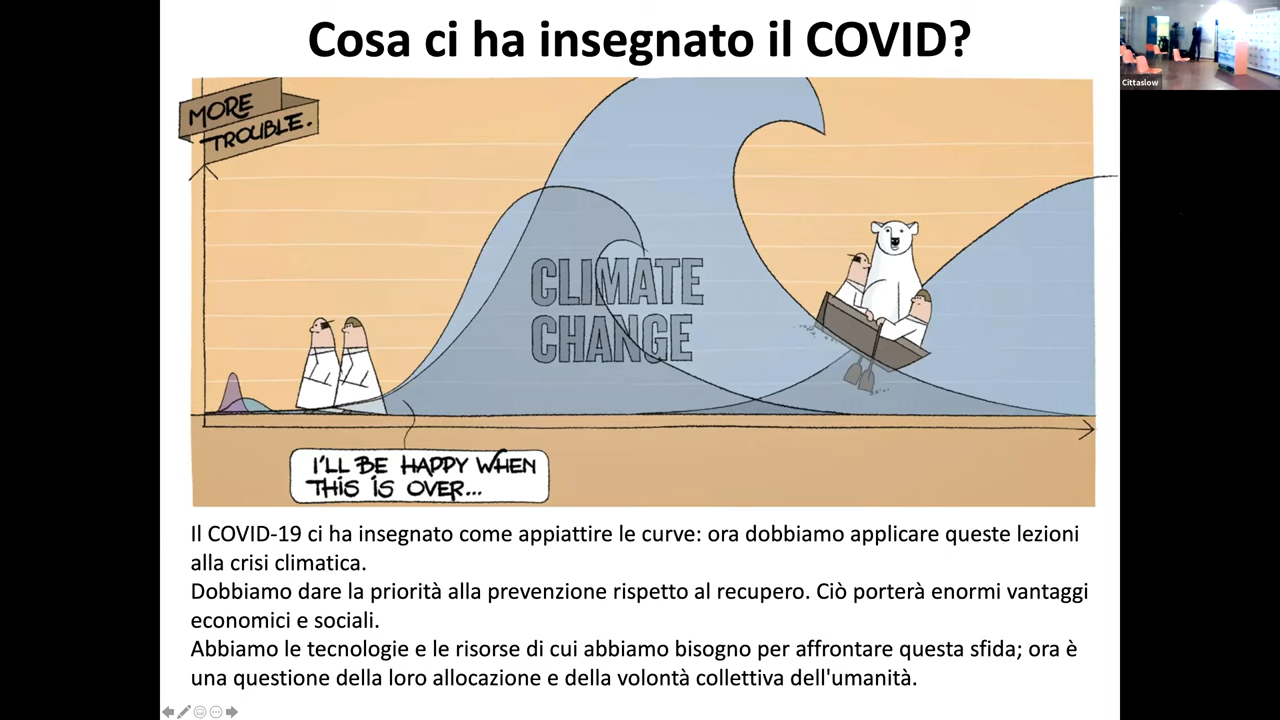 Cosa ci ha insegnato il COVID?
Cittaslow
MORE
TROUBLE.
CLIMATE
CHANGE
I'LL BE HAPPY WHEN
THIS IS OVER...
Il COVID-19 ci ha insegnato come appiattire le curve: ora dobbiamo applicare queste lezioni
alla crisi climatica.
Dobbiamo dare la priorità alla prevenzione rispetto al recupero. Ciò porterà enormi vantaggi
economici e sociali.
Abbiamo le tecnologie e le risorse di cui abbiamo bisogno per affrontare questa sfida; ora è
una questione della loro allocazione e della volontà collettiva dell'umanità.